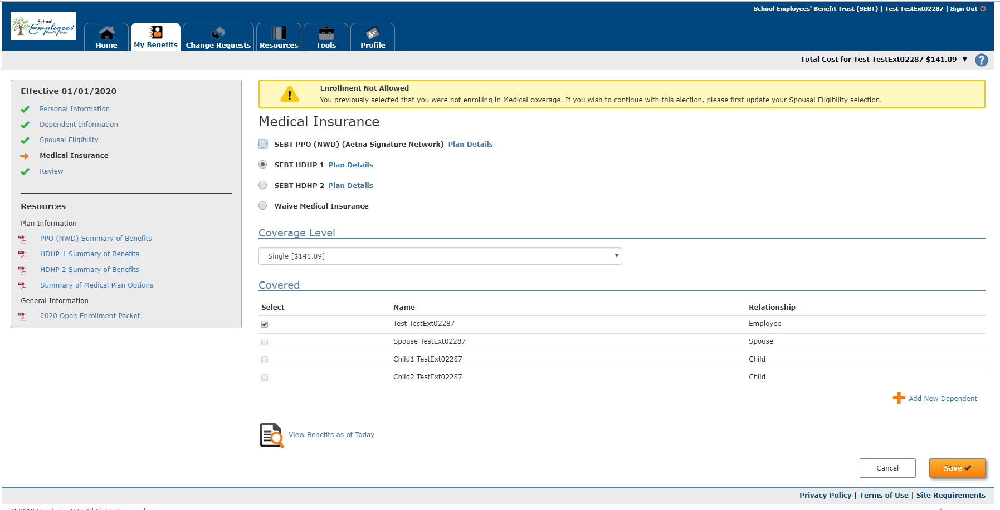 School Employees' Benefit Trust (SEBT) | Test TestExt02287 | Sign Out
School
Employees'
Benefit Trust
Home
My Benefits
Change Requests
Resources
Tools
Profile
Total Cost for Test TestExt02287 $141.09 ▼ ?
Effective 01/01/2020
Personal Information
Dependent Information
Spousal Eligibility
Medical Insurance
Review
Resources
Plan Information
PPO (NWD) Summary of Benefits
HDHP 1 Summary of Benefits
HDHP 2 Summary of Benefits
Summary of Medical Plan Options
General Information
2020 Open Enrollment Packet
Enrollment Not Allowed
You previously selected that you were not enrolling in Medical coverage. If you wish to continue with this election, please first update your Spousal Eligibility selection.
Medical Insurance
SEBT PPO (NWD) (Aetna Signature Network) Plan Details
SEBT HDHP 1 Plan Details
SEBT HDHP 2 Plan Details
Waive Medical Insurance
Coverage Level
Single [$141.09]
Covered
Select Name Relationship
Test TestExt02287 Employee
Spouse TestExt02287 Spouse
Child1 TestExt02287 Child
Child2 TestExt02287 Child
Add New Dependent
View Benefits as of Today
Cancel
Save
Privacy Policy | Terms of Use | Site Requirements